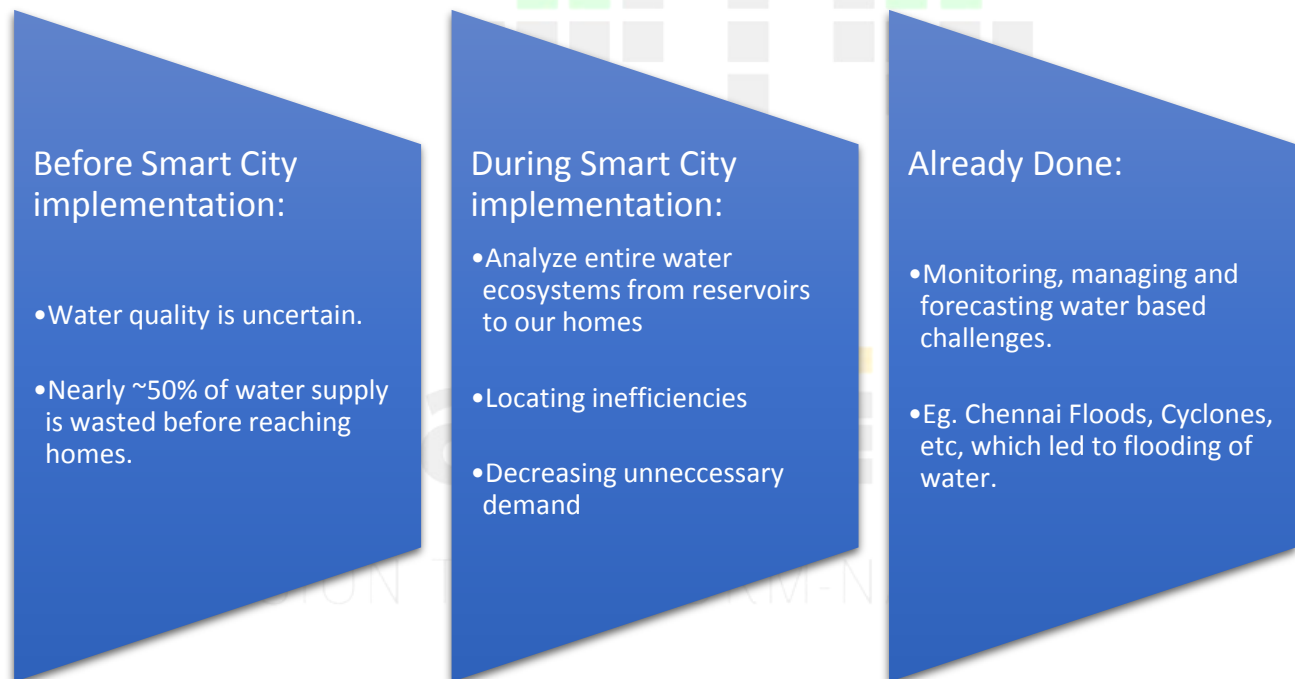 Before Smart City
implementation:
•Water quality is uncertain.
•Nearly ~50% of water supply
is wasted before reaching
homes.
During Smart City
implementation:
•Analyze entire water
ecosystems from reservoirs
to our homes
•Locating inefficiencies
•Decreasing unneccessary
demand
Already Done:
•Monitoring, managing and
forecasting water based
challenges.
•Eg. Chennai Floods, Cyclones,
etc, which led to flooding of
water.